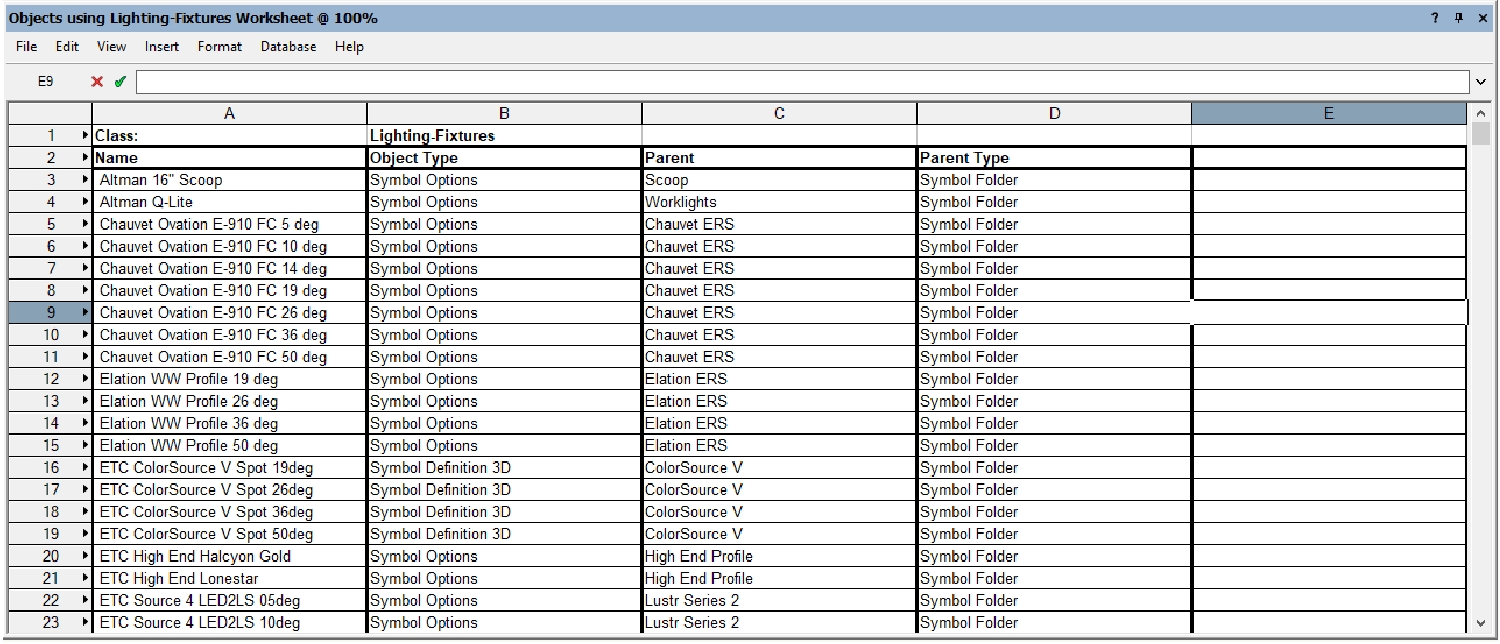 Objects using Lighting-Fixtures Worksheet @ 100% ?
File Edit View Insert Format Database Help
E9
A B C D E
1 Class: Lighting-Fixtures
2 Name Object Type Parent Parent Type
3 Altman 16" Scoop Symbol Options Scoop Symbol Folder
4 Altman Q-Lite Symbol Options Worklights Symbol Folder
5 Chauvet Ovation E-910 FC 5 deg Symbol Options Chauvet ERS Symbol Folder
6 Chauvet Ovation E-910 FC 10 deg Symbol Options Chauvet ERS Symbol Folder
7 Chauvet Ovation E-910 FC 14 deg Symbol Options Chauvet ERS Symbol Folder
8 Chauvet Ovation E-910 FC 19 deg Symbol Options Chauvet ERS Symbol Folder
9 Chauvet Ovation E-910 FC 26 deg Symbol Options Chauvet ERS Symbol Folder
10 Chauvet Ovation E-910 FC 36 deg Symbol Options Chauvet ERS Symbol Folder
11 Chauvet Ovation E-910 FC 50 deg Symbol Options Chauvet ERS Symbol Folder
12 Elation WW Profile 19 deg Symbol Options Elation ERS Symbol Folder
13 Elation WW Profile 26 deg Symbol Options Elation ERS Symbol Folder
14 Elation WW Profile 36 deg Symbol Options Elation ERS Symbol Folder
15 Elation WW Profile 50 deg Symbol Options Elation ERS Symbol Folder
16 ETC ColorSource V Spot 19deg Symbol Definition 3D ColorSource V Symbol Folder
17 ETC ColorSource V Spot 26deg Symbol Definition 3D ColorSource V Symbol Folder
18 ETC ColorSource V Spot 36deg Symbol Definition 3D ColorSource V Symbol Folder
19 ETC ColorSource V Spot 50deg Symbol Definition 3D ColorSource V Symbol Folder
20 ETC High End Halcyon Gold Symbol Options High End Profile Symbol Folder
21 ETC High End Lonestar Symbol Options High End Profile Symbol Folder
22 ETC Source 4 LED2LS 05deg Symbol Options Lustr Series 2 Symbol Folder
23 ETC Source 4 LED2LS 10deg Symbol Options Lustr Series 2 Symbol Folder